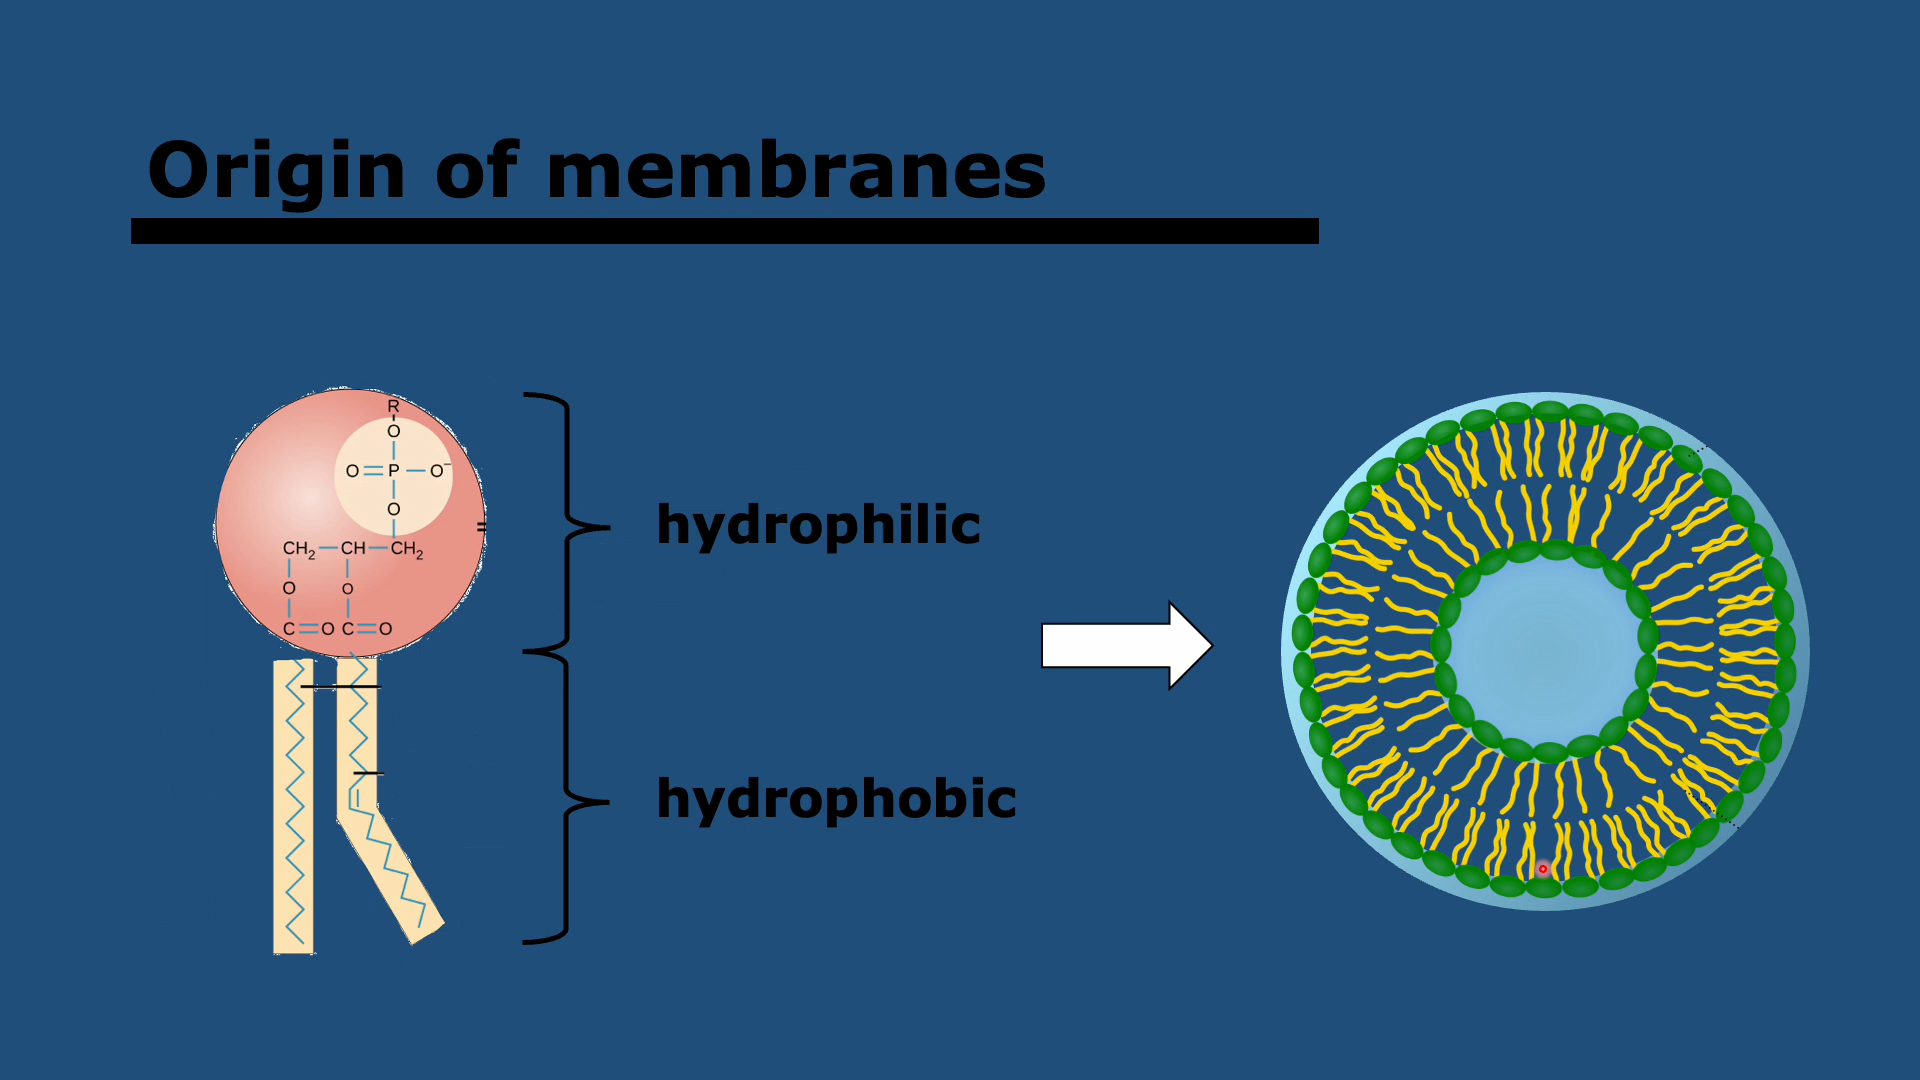 Origin of membranes
R
O
O=P—O⁻
O
CH₂—CH—CH₂
O O
C=O C=O
hydrophilic
hydrophobic